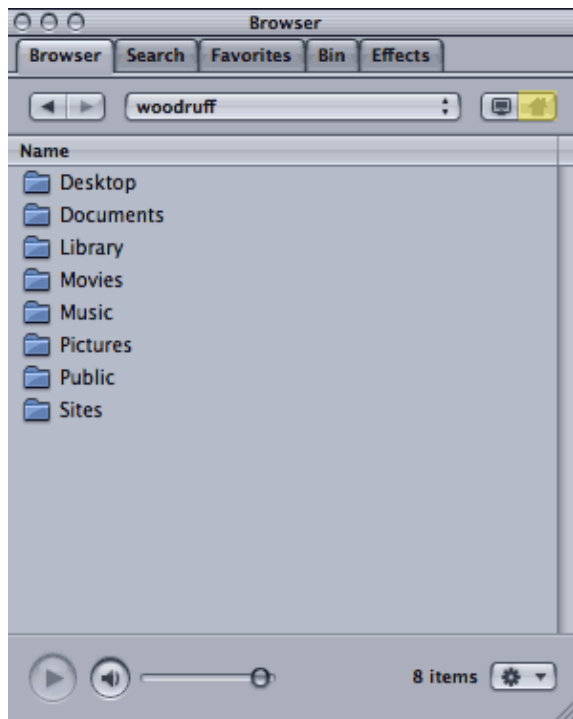 Browser
Browser Search Favorites Bin Effects
woodruff
Name
Desktop
Documents
Library
Movies
Music
Pictures
Public
Sites
8 items